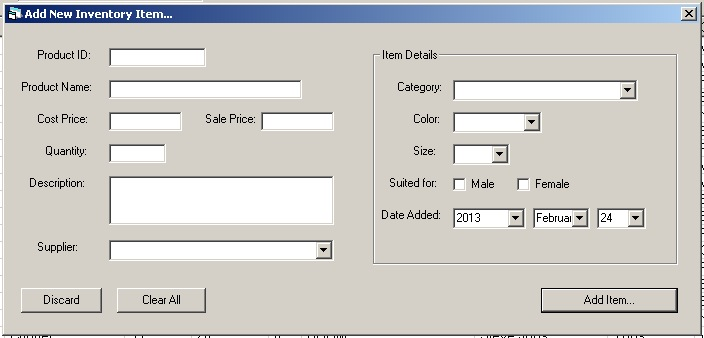 Add New Inventory Item...
Product ID:
Product Name:
Cost Price: Sale Price:
Quantity:
Description:
Supplier:
Item Details
Category:
Color:
Size:
Suited for: Male Female
Date Added: 2013 Februar 24
Discard Clear All Add Item...